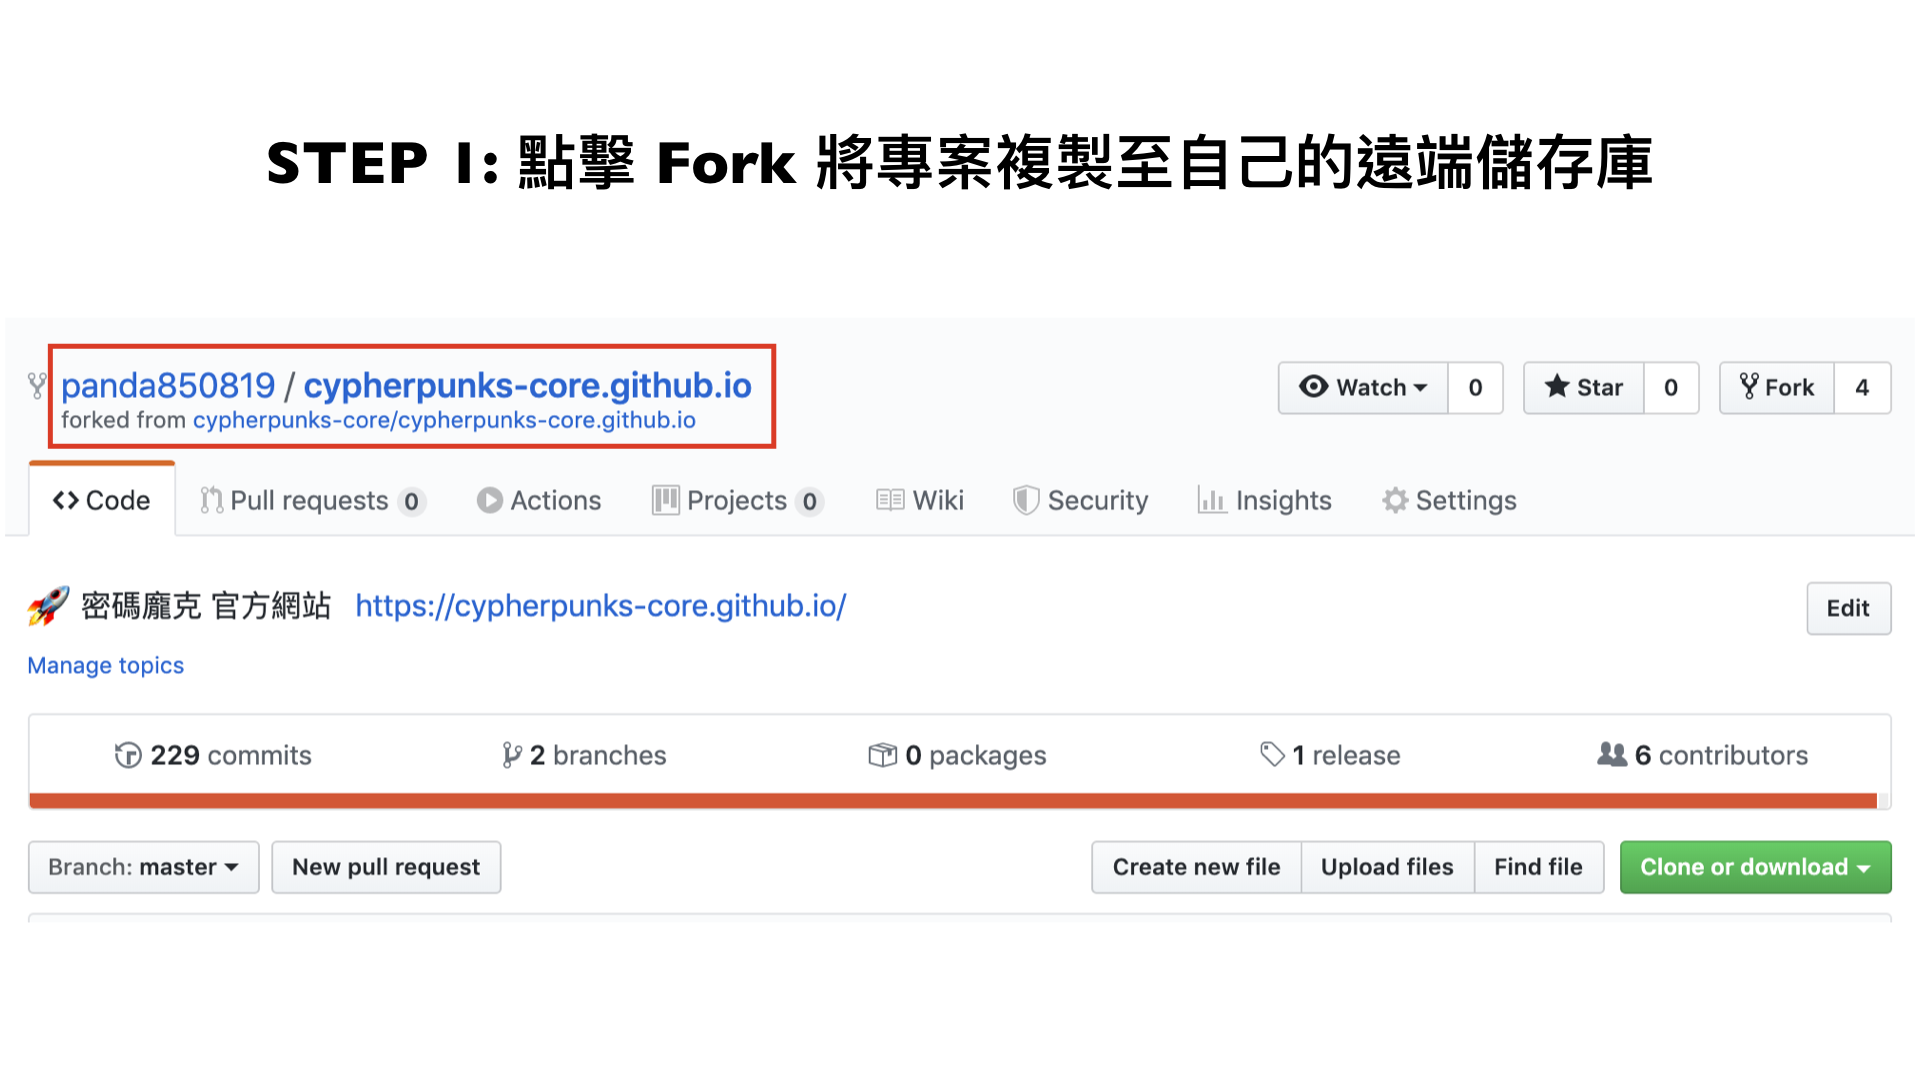 STEP 1: 點擊 Fork 將專案複製至自己的遠端儲存庫
panda850819 / cypherpunks-core.github.io
forked from cypherpunks-core/cypherpunks-core.github.io
Watch 0 Star 0 Fork 4
Code Pull requests 0 Actions Projects 0 Wiki Security Insights Settings
密碼龐克 官方網站 https://cypherpunks-core.github.io/
Edit
Manage topics
229 commits 2 branches 0 packages 1 release 6 contributors
Branch: master New pull request Create new file Upload files Find file Clone or download